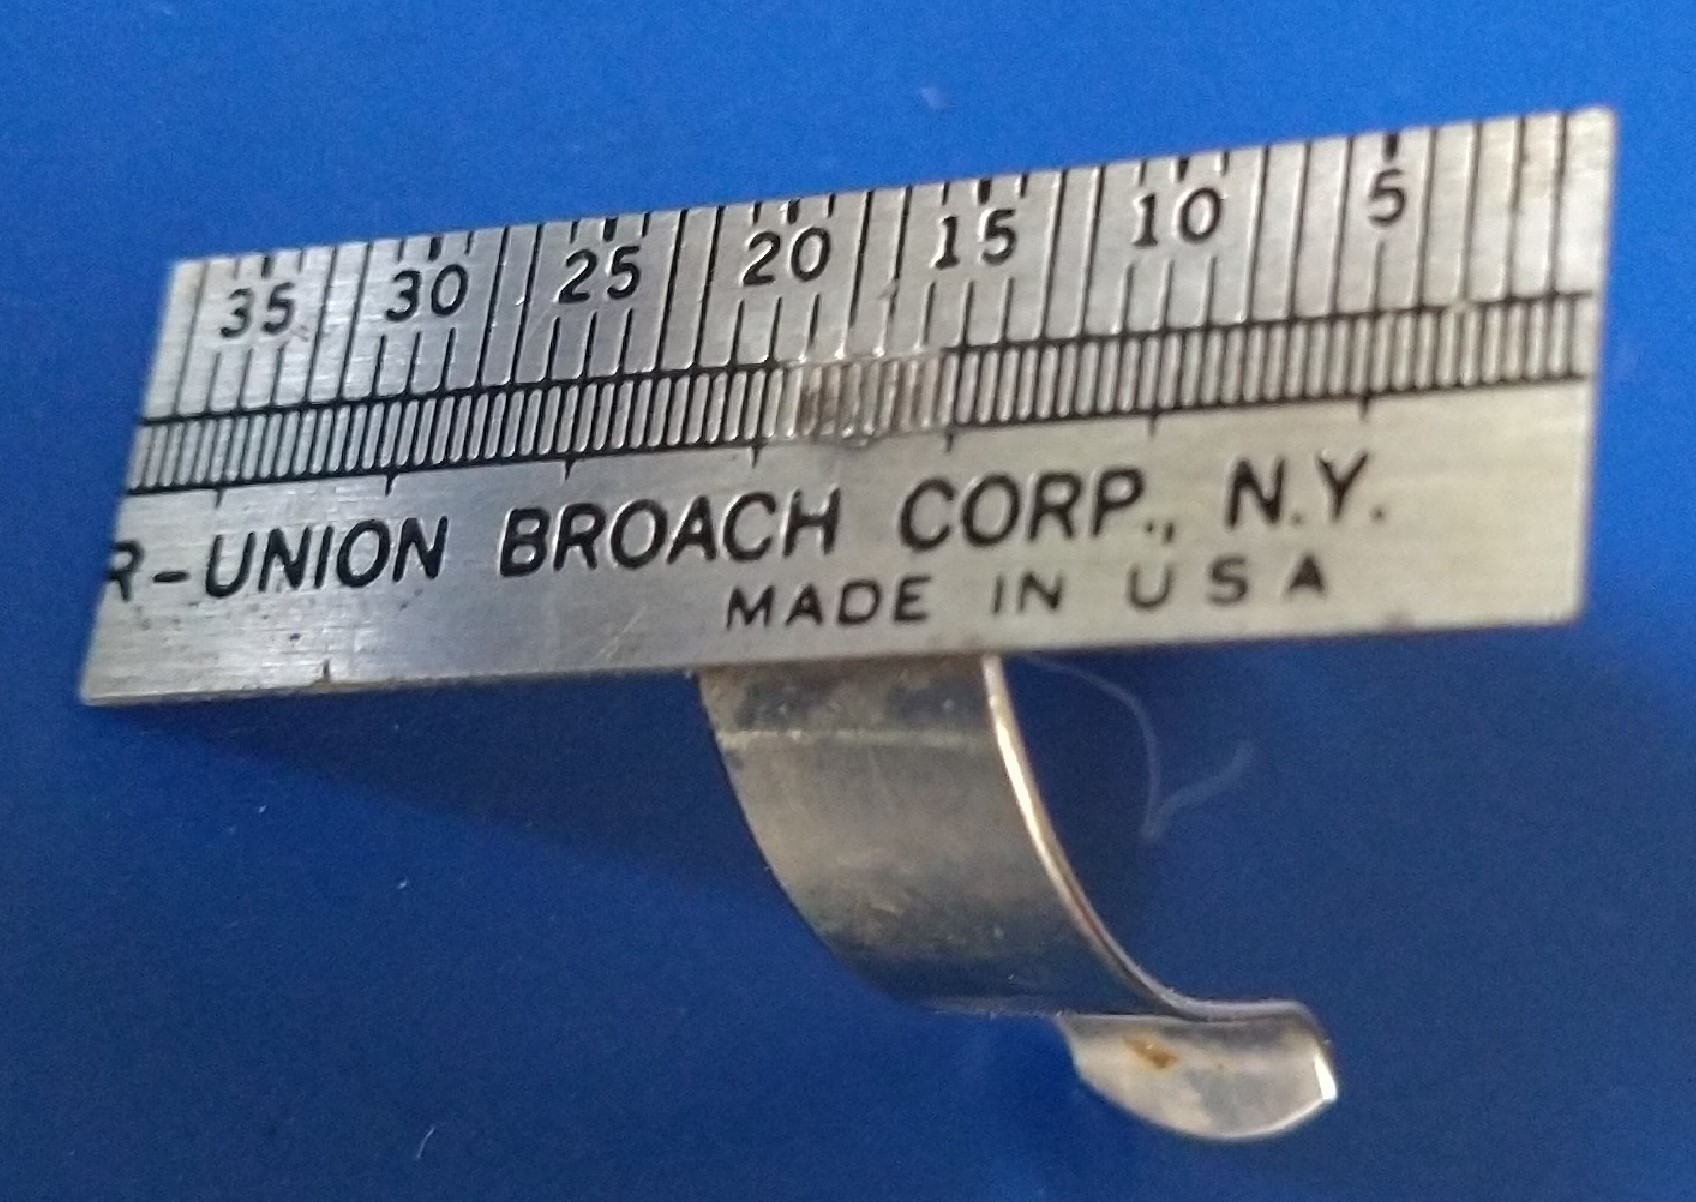 35 30 25 20 15 10 5
R-UNION BROACH CORP., N.Y.
MADE IN USA